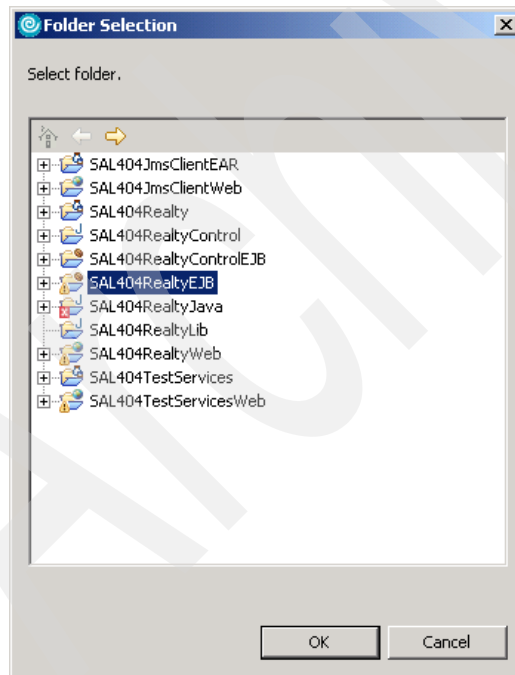 Folder Selection
Select folder.
SAL404JmsClientEAR
SAL404JmsClientWeb
SAL404Realty
SAL404RealtyControl
SAL404RealtyControlEJB
SAL404RealtyEJB
SAL404RealtyJava
SAL404RealtyLib
SAL404RealtyWeb
SAL404TestServices
SAL404TestServicesWeb
OK Cancel